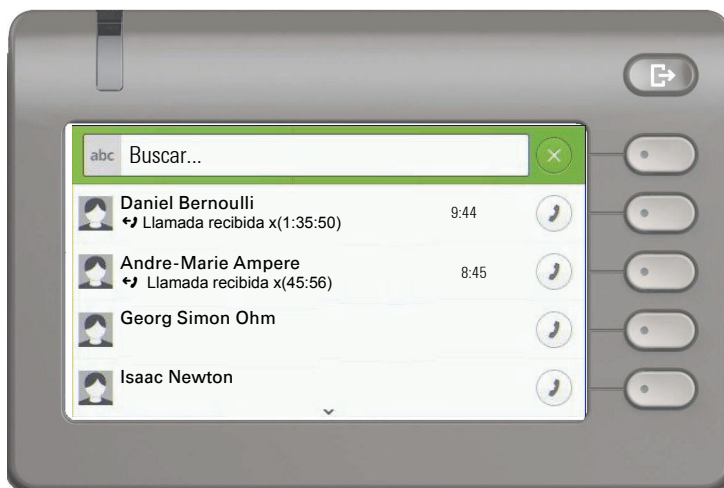 abc Buscar...
Daniel Bernoulli 9:44
Llamada recibida x(1:35:50)
Andre-Marie Ampere 8:45
Llamada recibida x(45:56)
Georg Simon Ohm
Isaac Newton